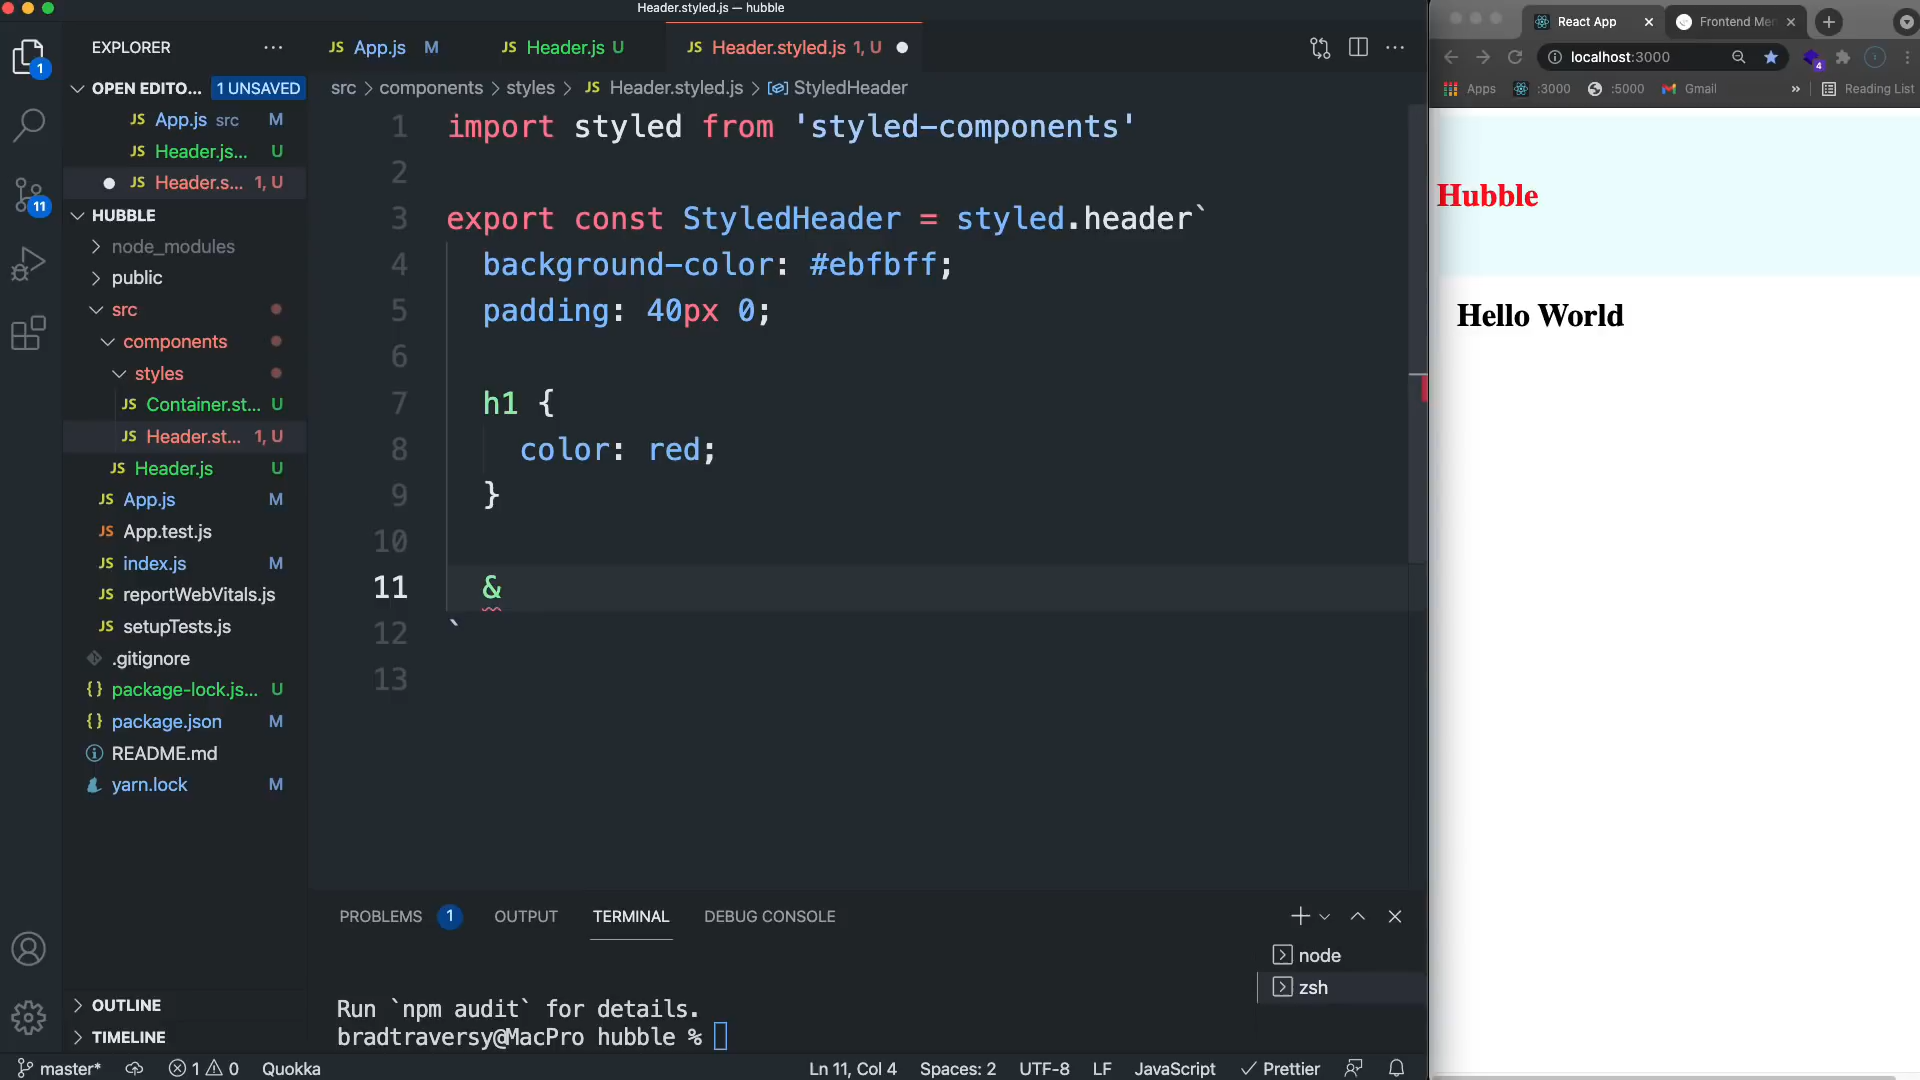 Header.styled.js — hubble
EXPLORER
OPEN EDITO... 1 UNSAVED
JS App.js src M
JS Header.js... U
JS Header.s... 1, U
HUBBLE
node_modules
public
src
components
styles
JS Container.st... U
JS Header.st... 1, U
JS Header.js U
JS App.js M
JS App.test.js
JS index.js M
JS reportWebVitals.js
JS setupTests.js
.gitignore
{} package-lock.js... U
{} package.json M
README.md
yarn.lock M
OUTLINE
TIMELINE
1
11
JS App.js M
JS Header.js U
JS Header.styled.js 1, U
src > components > styles > JS Header.styled.js > StyledHeader
1 import styled from 'styled-components'
2
3 export const StyledHeader = styled.header`
4 background-color: #ebfbff;
5 padding: 40px 0;
6
7 h1 {
8 color: red;
9 }
10
11 &
12 `
13
PROBLEMS 1 OUTPUT TERMINAL DEBUG CONSOLE
node
zsh
Run `npm audit` for details.
bradtraversy@MacPro hubble %
master* 1 0 Quokka Ln 11, Col 4 Spaces: 2 UTF-8 LF JavaScript Prettier
React App
Frontend Men
localhost:3000
4
Apps :3000 :5000 Gmail » Reading List
Hubble
Hello World